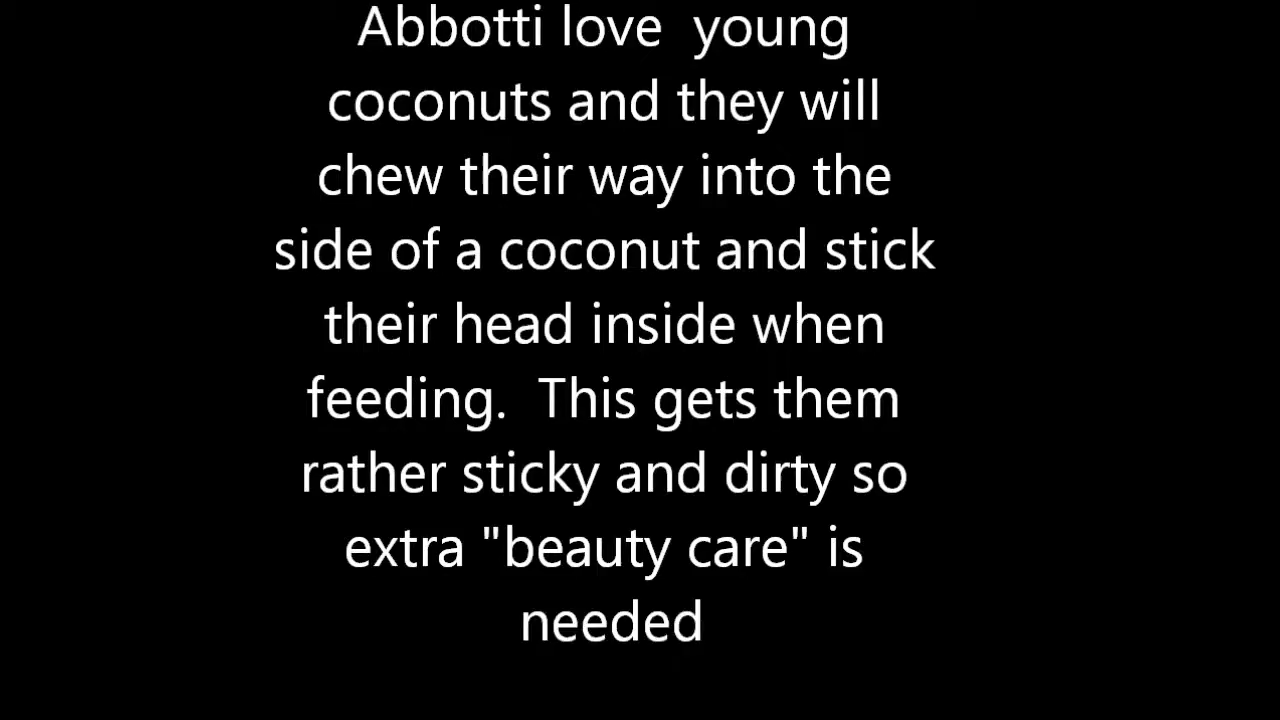 Abbotti love  young
coconuts and they will
chew their way into the
side of a coconut and stick
their head inside when
feeding.  This gets them
rather sticky and dirty so
extra "beauty care" is
needed